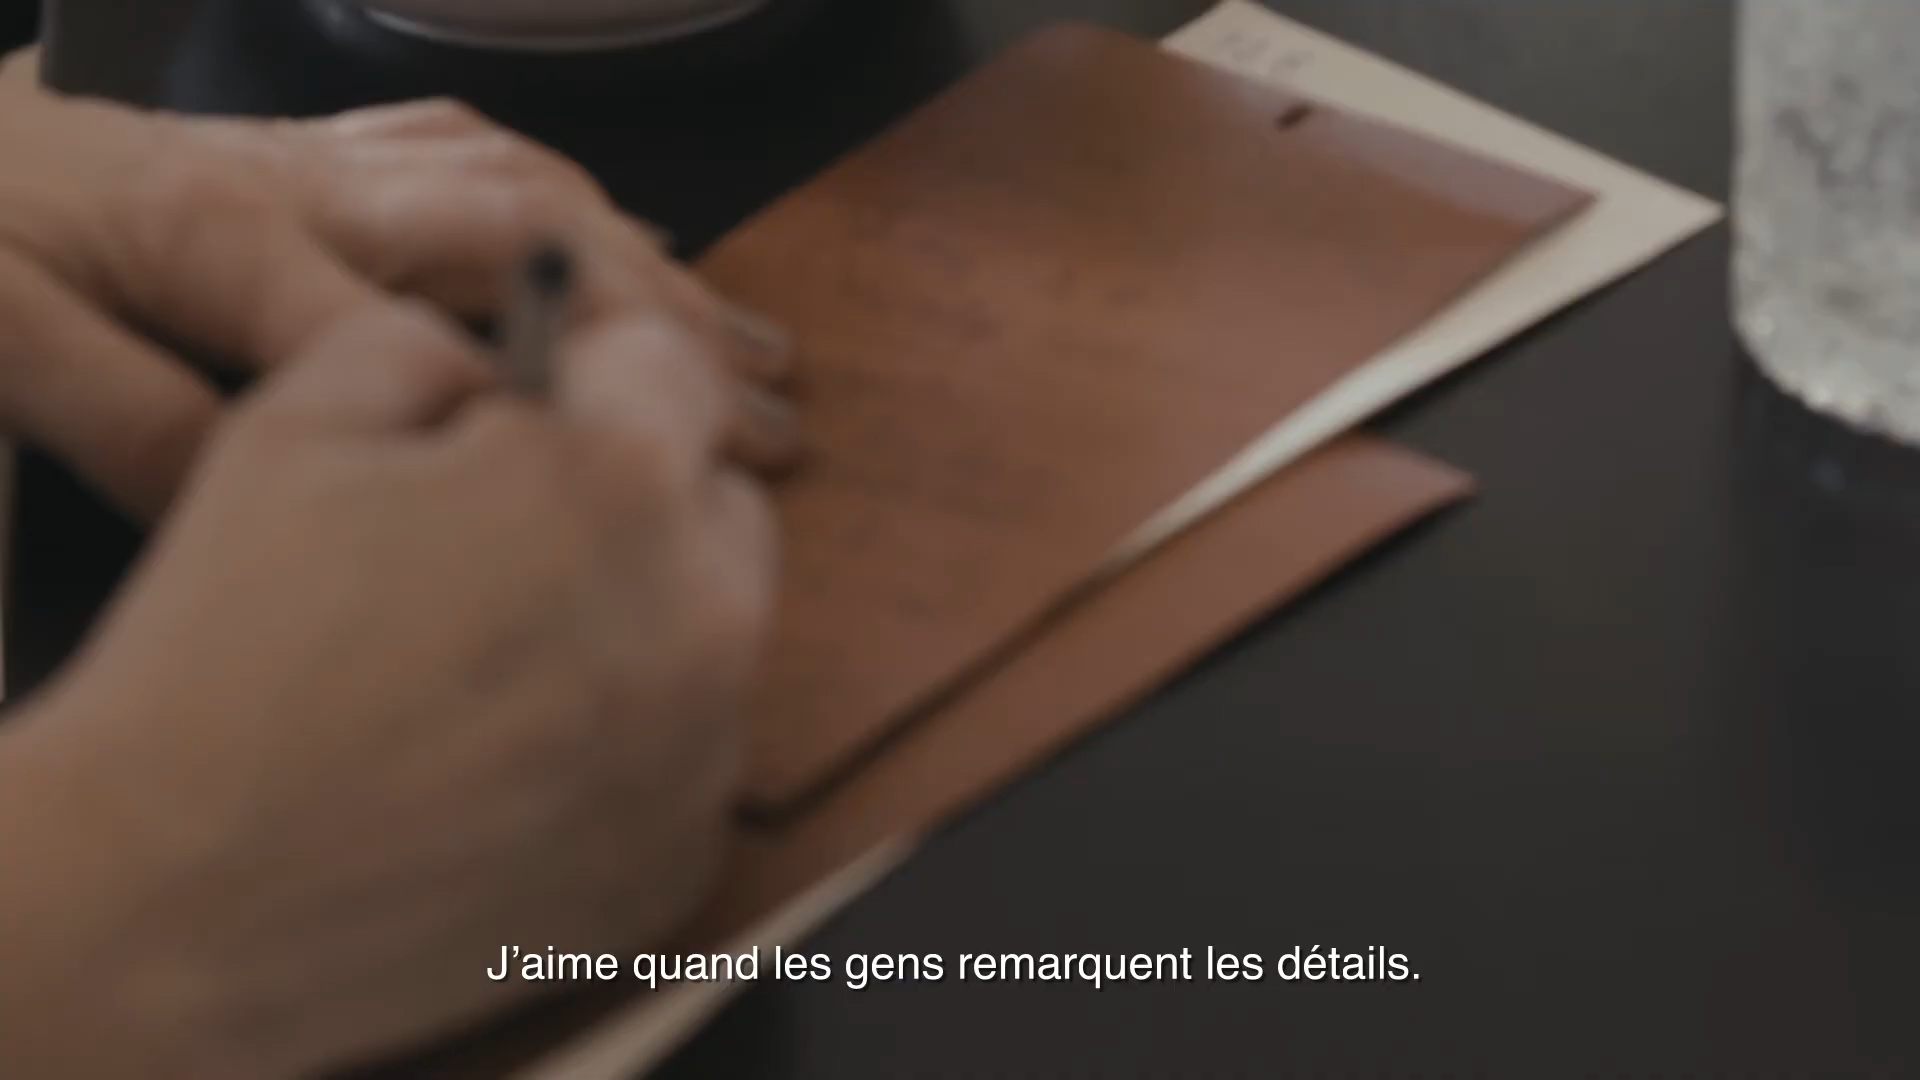 J’aime quand les gens remarquent les détails.